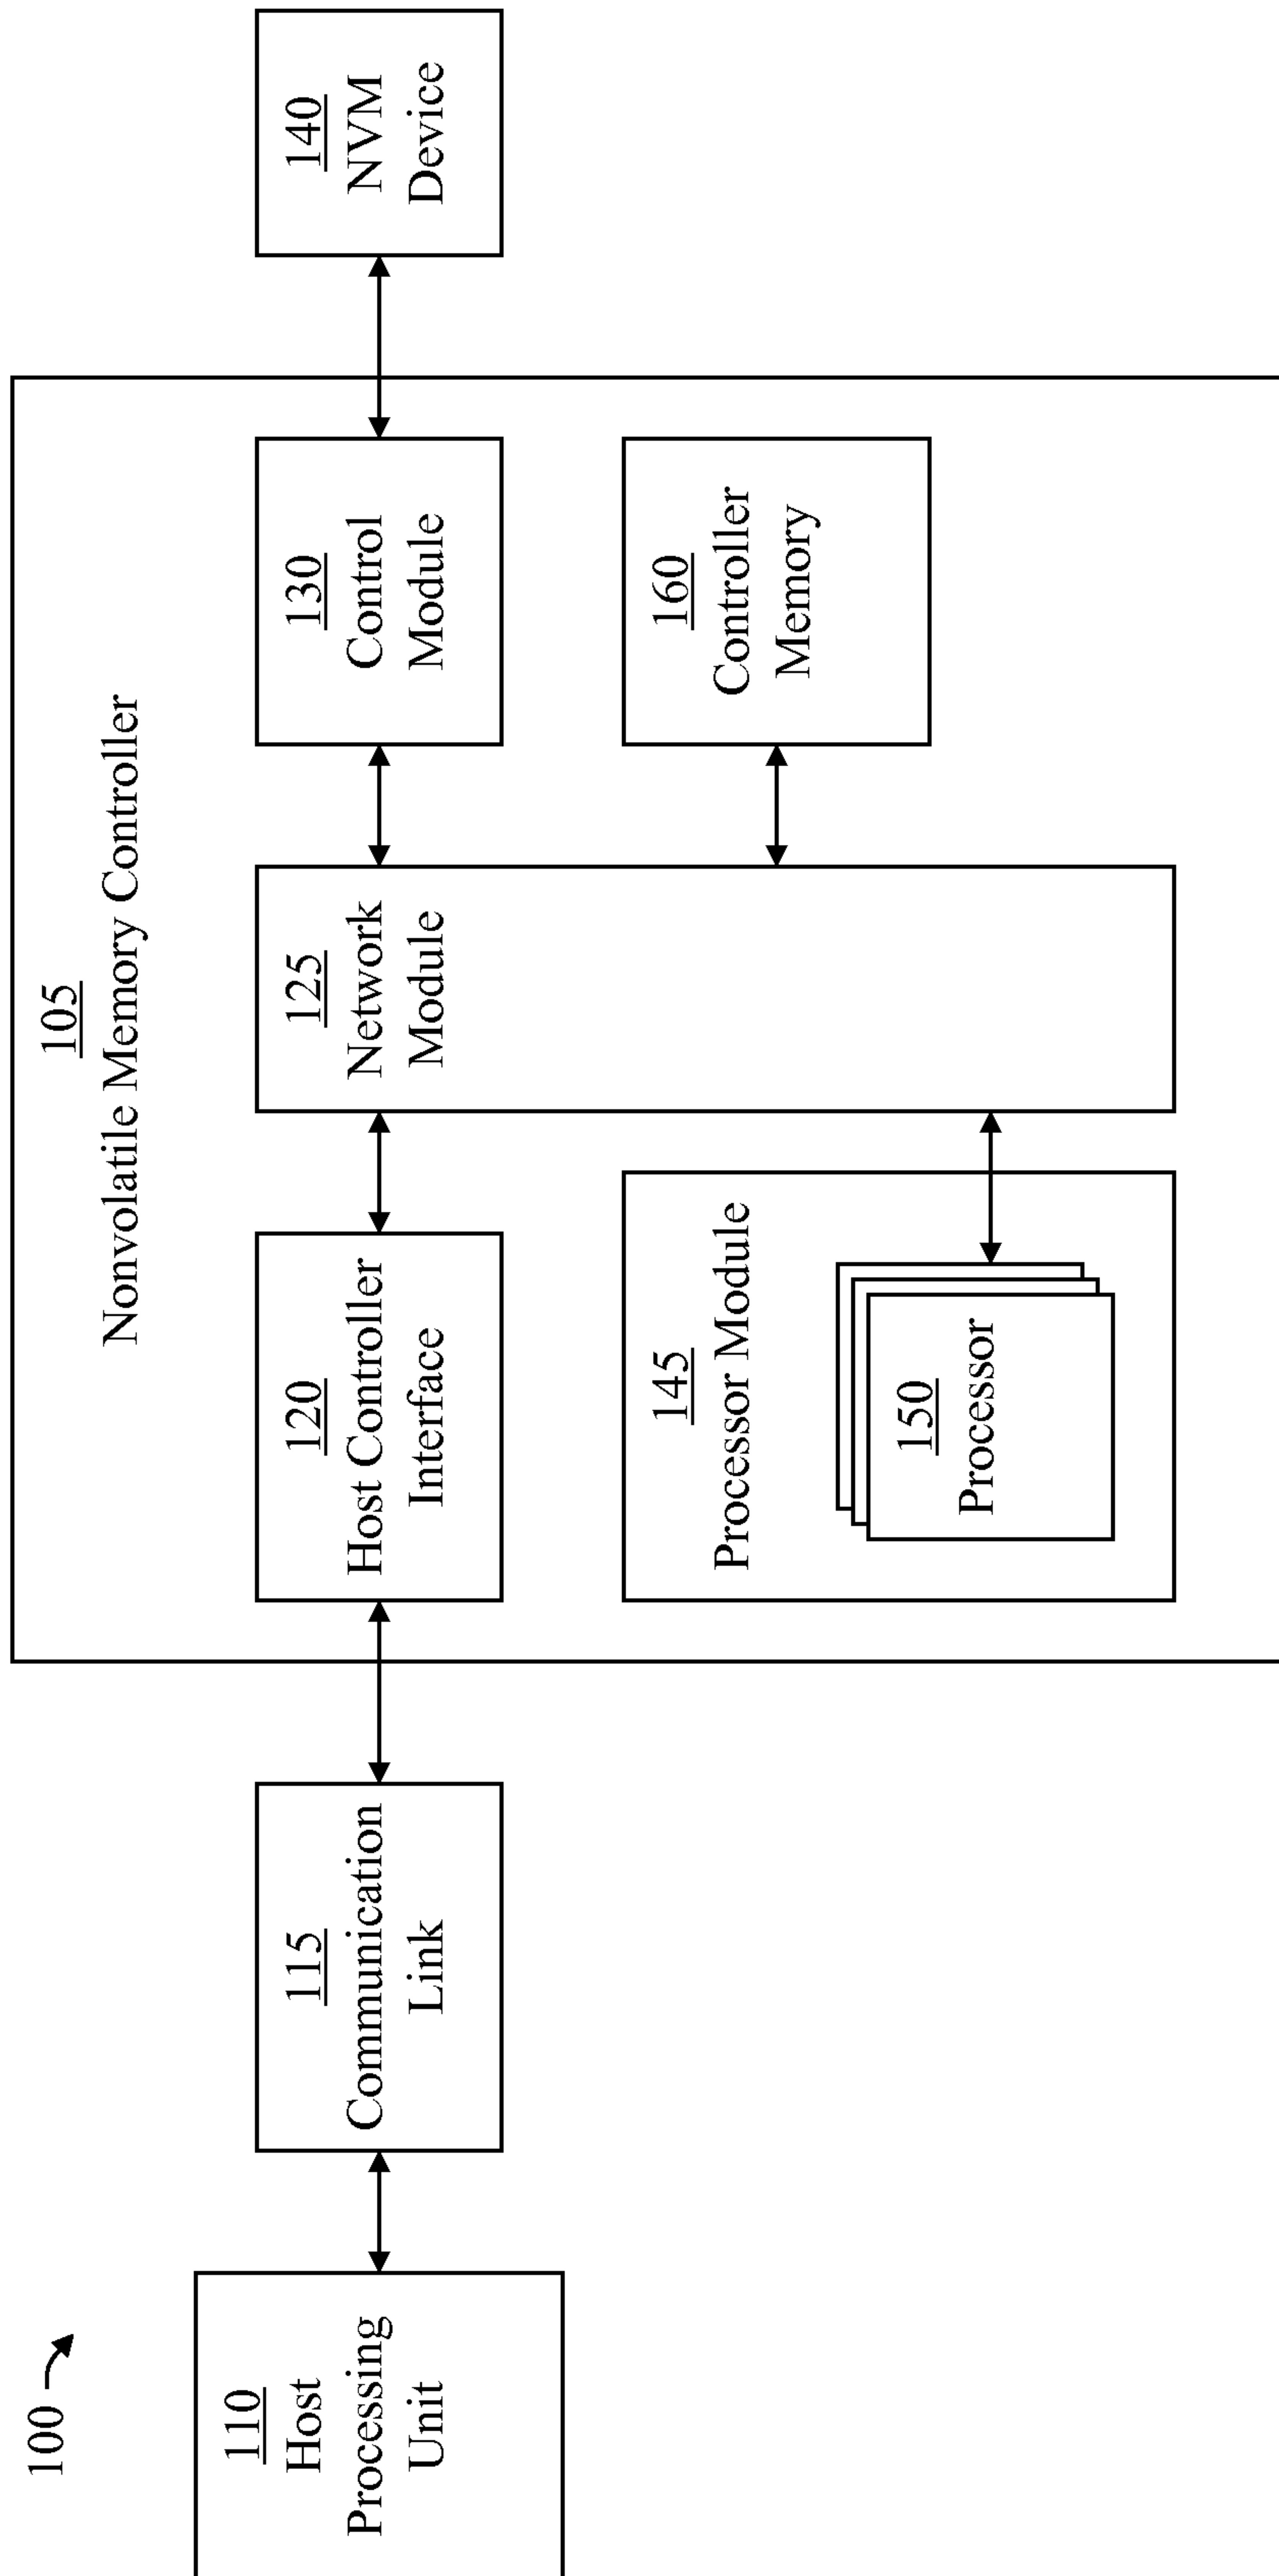 100
105
Nonvolatile Memory Controller
110
Host
Processing
Unit
115
Communication
Link
120
Host Controller
Interface
125
Network
Module
130
Control
Module
140
NVM
Device
145
Processor Module
150
Processor
160
Controller
Memory